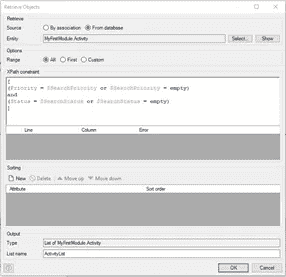 Retrieve Objects
Retrieve
Source By association From database
Entity MyFirstModule.Activity Select... Show
Options
Range All First Custom
XPath constraint
[
(Priority = $SearchPriority or $SearchPriority = empty)
and
(Status = $SearchStatus or $SearchStatus = empty)
]
Line Column Error
Sorting
New Delete Move up Move down
Attribute Sort order
Output
Type List of MyFirstModule.Activity
List name ActivityList
OK Cancel